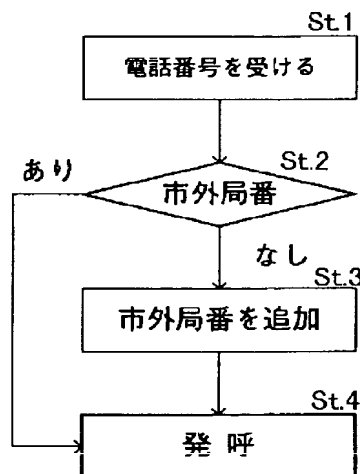 St.1
電話番号を受ける
St.2
あり
市外局番
なし
St.3
市外局番を追加
St.4
発呼